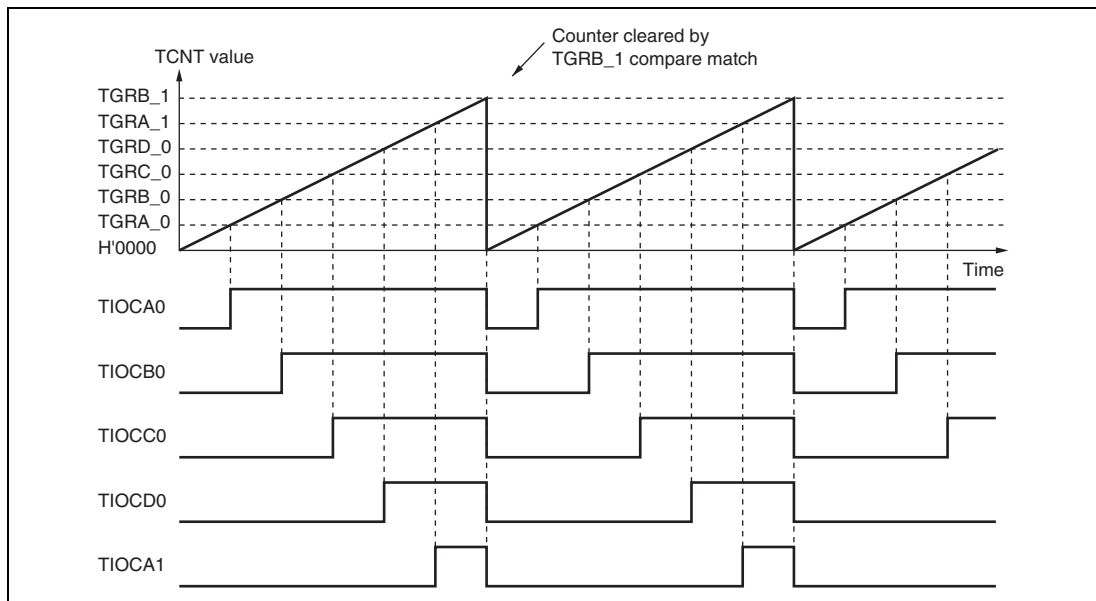 Counter cleared by
TGRB_1 compare match
TCNT value
TGRB_1
TGRA_1
TGRD_0
TGRC_0
TGRB_0
TGRA_0
H'0000
Time
TIOCA0
TIOCB0
TIOCC0
TIOCD0
TIOCA1